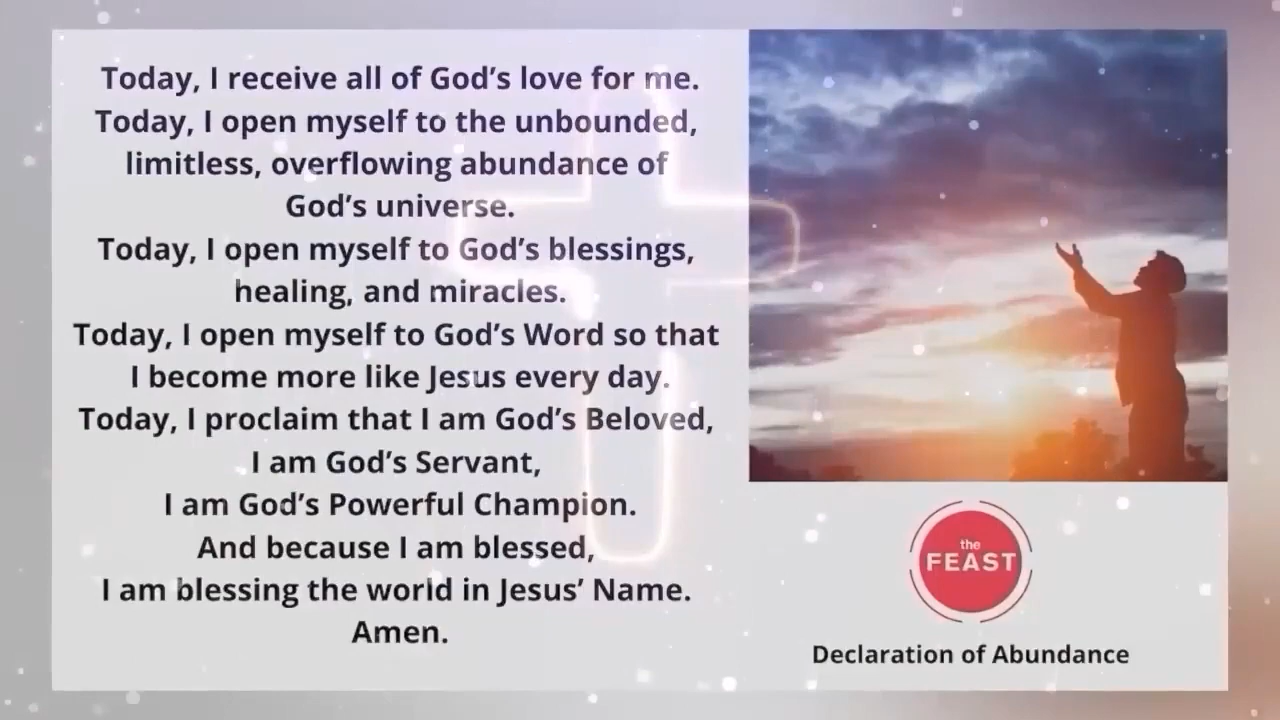 Today, I receive all of God's love for me.
Today, I open myself to the unbounded,
limitless, overflowing abundance of
God's universe.
Today, I open myself to God's blessings,
healing, and miracles.
Today, I open myself to God's Word so that
I become more like Jesus every day.
Today, I proclaim that I am God's Beloved,
I am God's Servant,
I am God's Powerful Champion.
And because I am blessed,
I am blessing the world in Jesus' Name.
Amen.
the
FEAST
Declaration of Abundance